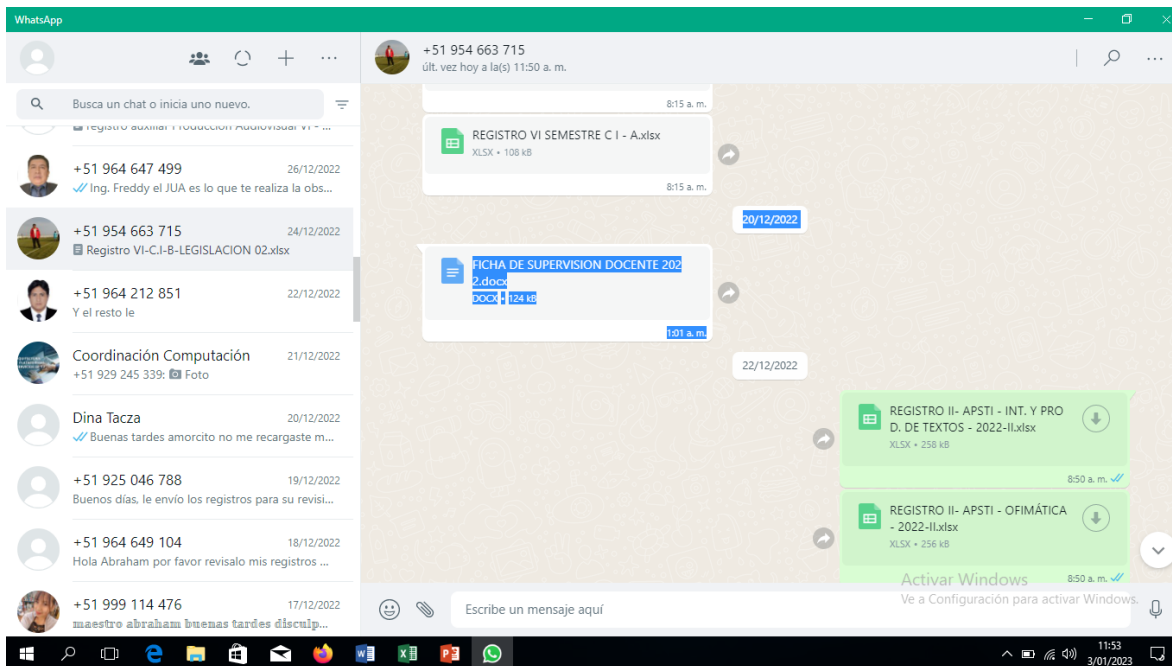 WhatsApp
Busca un chat o inicia uno nuevo.
registro auxiliar Produccion Audiovisual VI - ...
+51 964 647 499
26/12/2022
Ing. Freddy el JUA es lo que te realiza la obs...
+51 954 663 715
24/12/2022
Registro VI-C.I-B-LEGISLACION 02.xlsx
+51 964 212 851
22/12/2022
Y el resto le
Coordinación Computación
21/12/2022
+51 929 245 339: Foto
Dina Tacza
20/12/2022
Buenas tardes amorcito no me recargaste m...
+51 925 046 788
19/12/2022
Buenos días, le envío los registros para su revisi...
+51 964 649 104
18/12/2022
Hola Abraham por favor revisalo mis registros ...
+51 999 114 476
17/12/2022
maestro abraham buenas tardes disculp...
+51 954 663 715
últ. vez hoy a la(s) 11:50 a. m.
8:15 a. m.
REGISTRO VI SEMESTRE C I - A.xlsx
XLSX • 108 kB
8:15 a. m.
20/12/2022
FICHA DE SUPERVISION DOCENTE 202
2.docx
DOCX • 124 kB
1:01 a. m.
22/12/2022
REGISTRO II- APSTI - INT. Y PRO
D. DE TEXTOS - 2022-II.xlsx
XLSX • 258 kB
8:50 a. m.
REGISTRO II- APSTI - OFIMÁTICA
- 2022-II.xlsx
XLSX • 256 kB
8:50 a. m.
Activar Windows
Ve a Configuración para activar Windows.
Escribe un mensaje aquí
11:53
3/01/2023